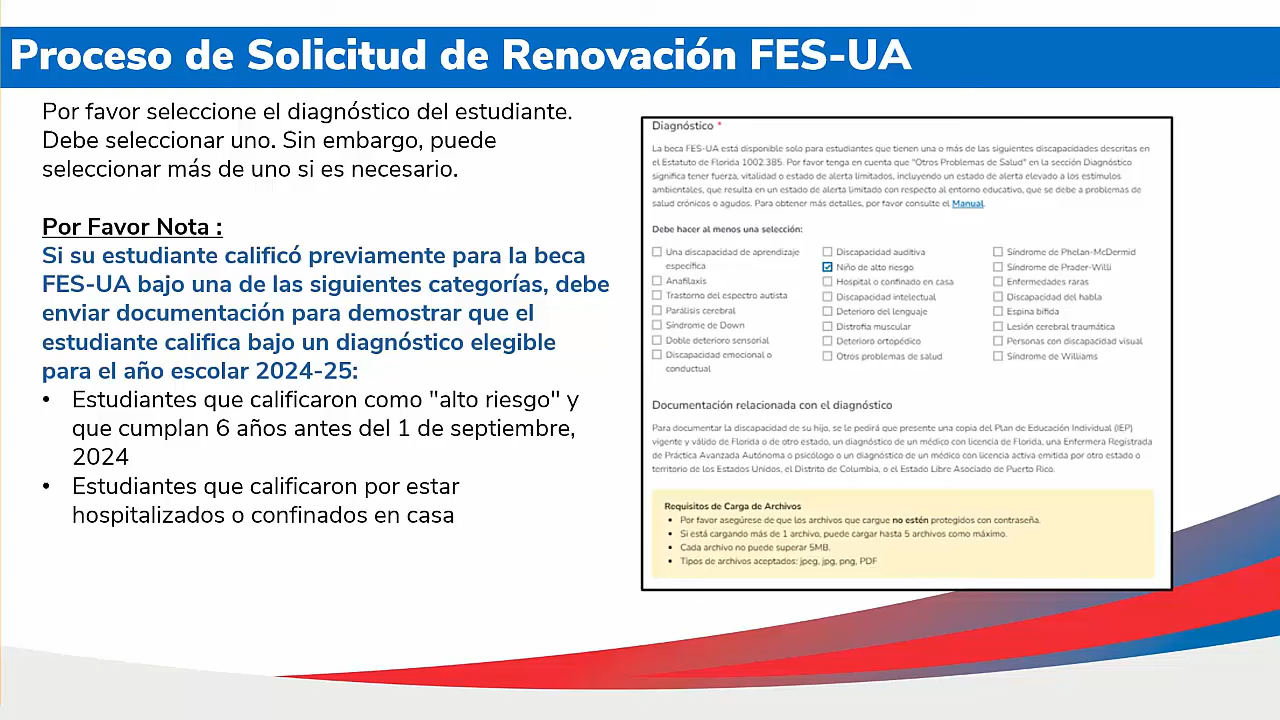 Proceso de Solicitud de Renovación FES-UA
Por favor seleccione el diagnóstico del estudiante.
Debe seleccionar uno. Sin embargo, puede
seleccionar más de uno si es necesario.
Por Favor Nota :
Si su estudiante calificó previamente para la beca
FES-UA bajo una de las siguientes categorías, debe
enviar documentación para demostrar que el
estudiante califica bajo un diagnóstico elegible
para el año escolar 2024-25:
• Estudiantes que calificaron como "alto riesgo" y
que cumplan 6 años antes del 1 de septiembre,
2024
• Estudiantes que calificaron por estar
hospitalizados o confinados en casa
Diagnóstico *
La beca FES-UA está disponible solo para estudiantes que tienen una o más de las siguientes discapacidades descritas en
el Estatuto de Florida 1002.385. Por favor tenga en cuenta que "Otros Problemas de Salud" en la sección Diagnóstico
significa tener fuerza, vitalidad o estado de alerta limitados, incluyendo un estado de alerta elevado a los estímulos
ambientales, que resulta en un estado de alerta limitado con respecto al entorno educativo, que se debe a problemas de
salud crónicos o agudos. Para obtener más detalles, por favor consulte el Manual.
Debe hacer al menos una selección:
Una discapacidad de aprendizaje
específica
Anafilaxis
Trastorno del espectro autista
Parálisis cerebral
Síndrome de Down
Doble deterioro sensorial
Discapacidad emocional o
conductual
Discapacidad auditiva
Niño de alto riesgo
Hospital o confinado en casa
Discapacidad intelectual
Deterioro del lenguaje
Distrofia muscular
Deterioro ortopédico
Otros problemas de salud
Síndrome de Phelan-McDermid
Síndrome de Prader-Willi
Enfermedades raras
Discapacidad del habla
Espina bífida
Lesión cerebral traumática
Personas con discapacidad visual
Síndrome de Williams
Documentación relacionada con el diagnóstico
Para documentar la discapacidad de su hijo, se le pedirá que presente una copia del Plan de Educación Individual (IEP)
vigente y válido de Florida o de otro estado, un diagnóstico de un médico con licencia de Florida, una Enfermera Registrada
de Práctica Avanzada Autónoma o psicólogo o un diagnóstico de un médico con licencia activa emitida por otro estado o
territorio de los Estados Unidos, el Distrito de Columbia, o el Estado Libre Asociado de Puerto Rico.
Requisitos de Carga de Archivos
• Por favor asegúrese de que los archivos que cargue no estén protegidos con contraseña.
• Si está cargando más de 1 archivo, puede cargar hasta 5 archivos como máximo.
• Cada archivo no puede superar 5MB.
• Tipos de archivos aceptados: jpeg, jpg, png, PDF